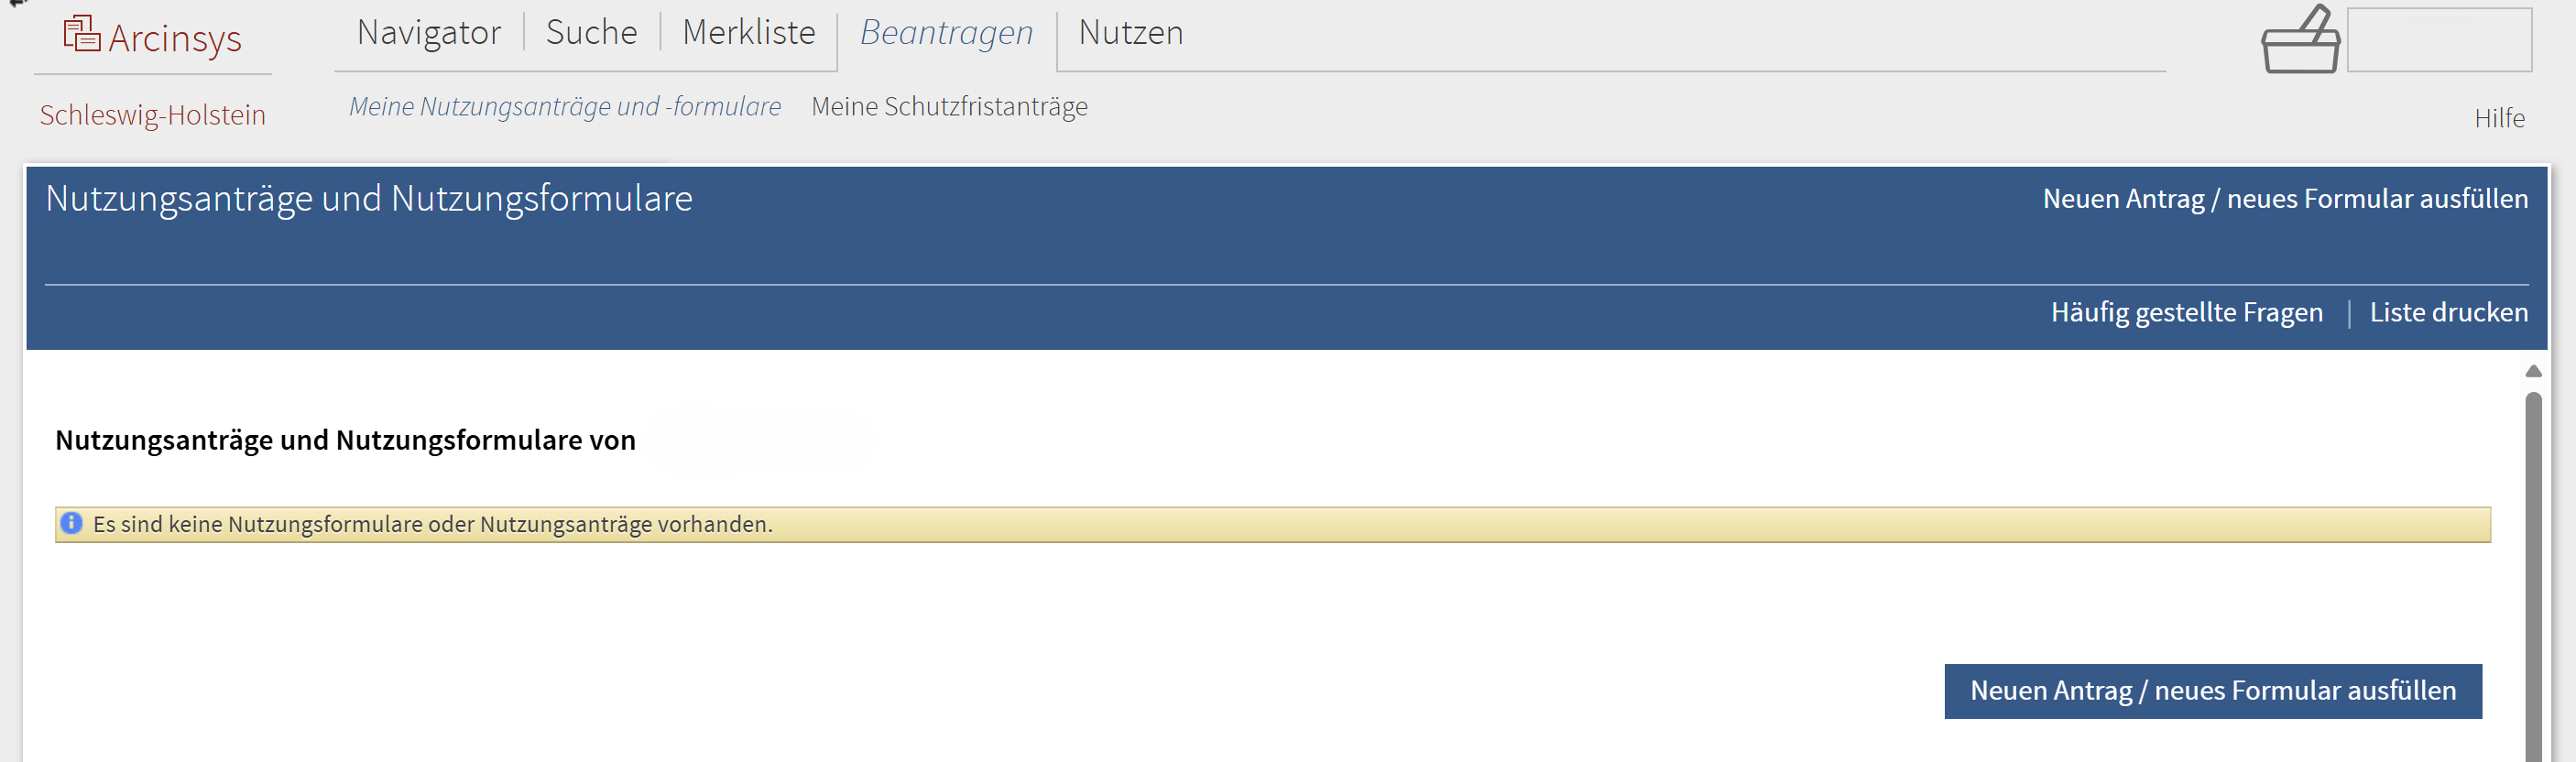 Arcinsys
Navigator Suche Merkliste Beantragen Nutzen
Schleswig-Holstein
Meine Nutzungsanträge und -formulare Meine Schutzfristanträge
Hilfe
Nutzungsanträge und Nutzungsformulare
Neuen Antrag / neues Formular ausfüllen
Häufig gestellte Fragen | Liste drucken
Nutzungsanträge und Nutzungsformulare von
Es sind keine Nutzungsformulare oder Nutzungsanträge vorhanden.
Neuen Antrag / neues Formular ausfüllen